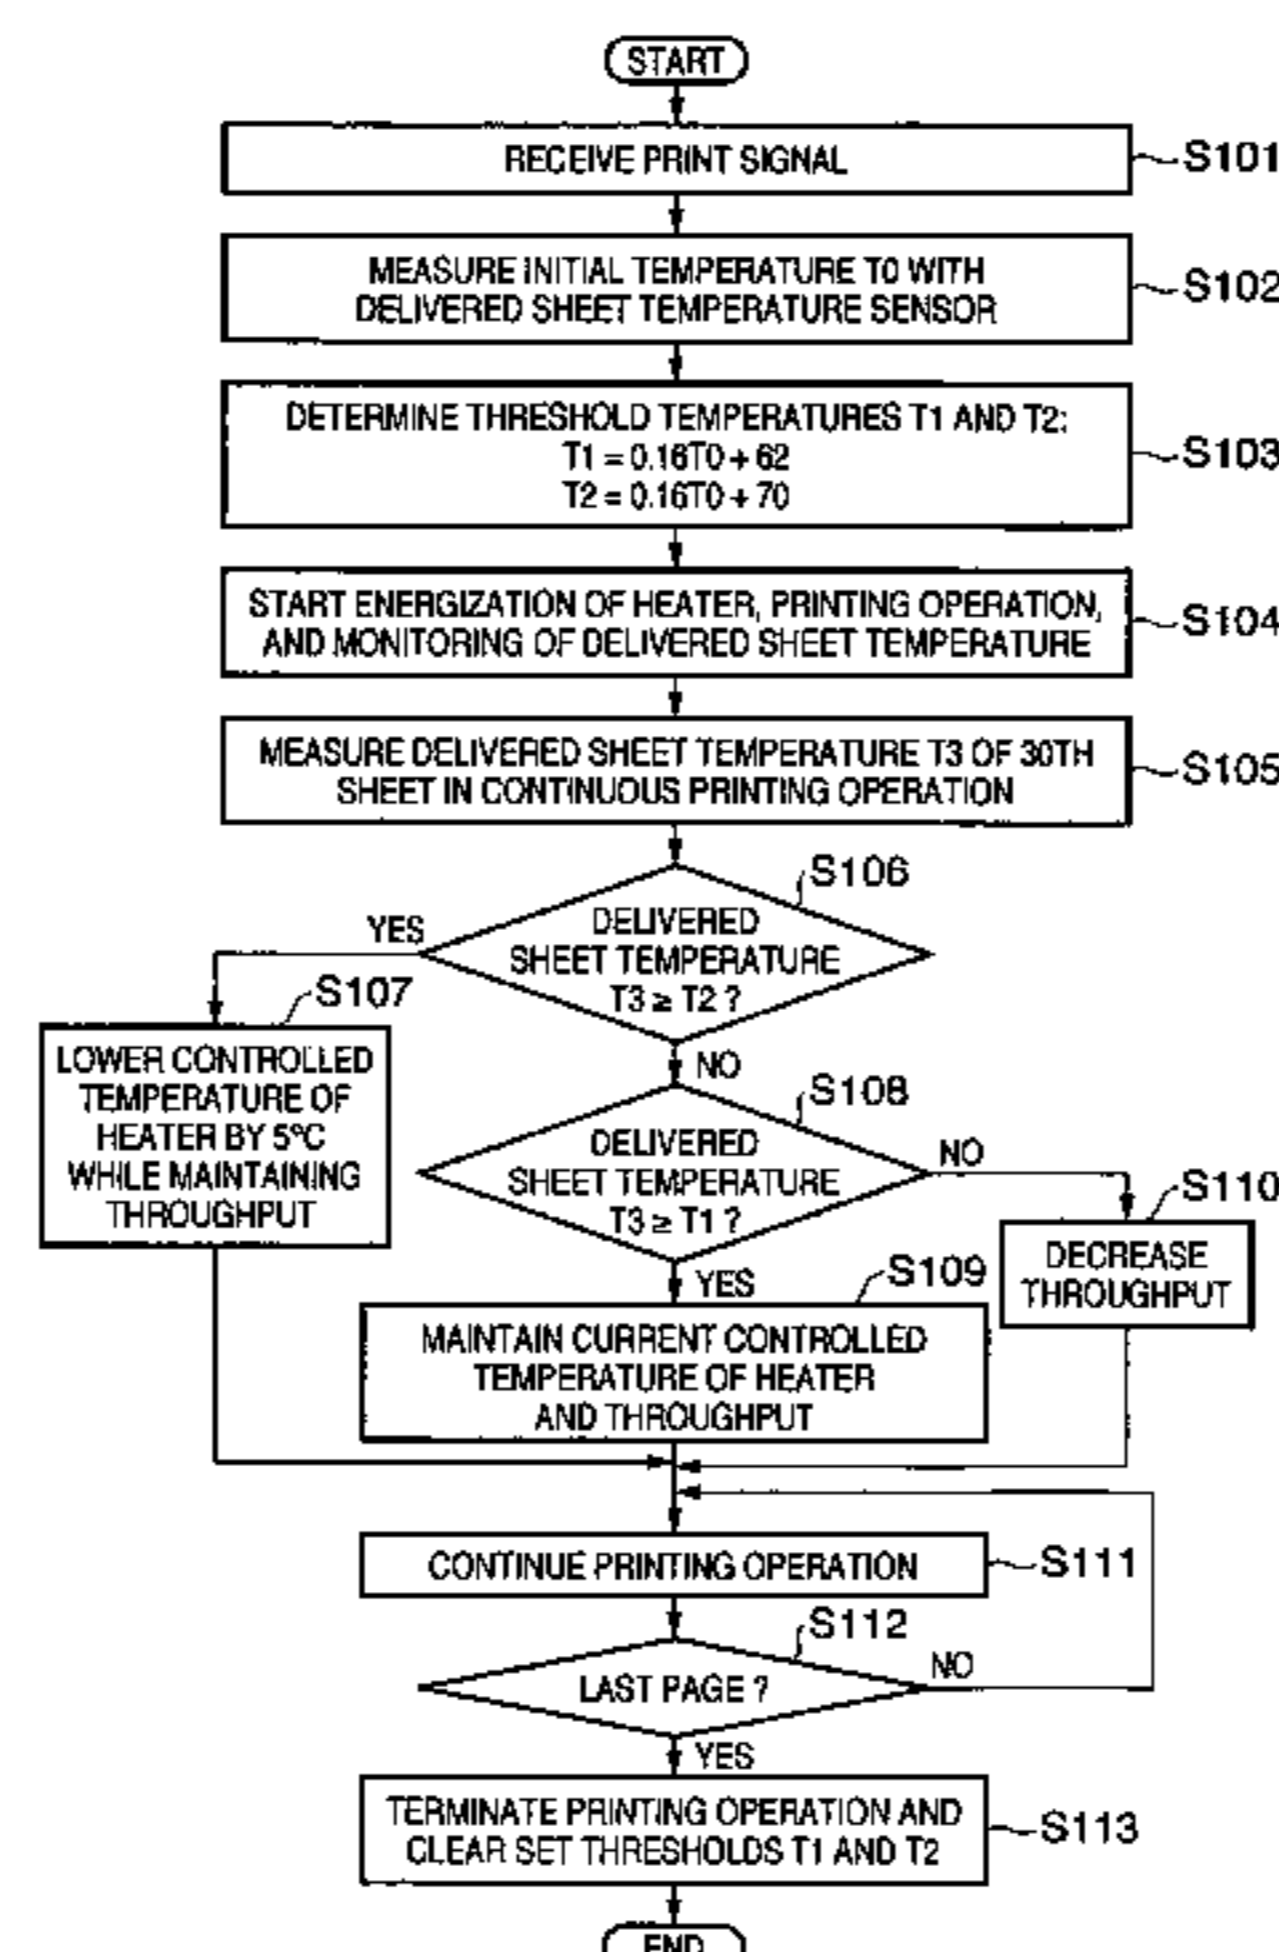 START
RECEIVE PRINT SIGNAL
S101
MEASURE INITIAL TEMPERATURE T0 WITH
DELIVERED SHEET TEMPERATURE SENSOR
S102
DETERMINE THRESHOLD TEMPERATURES T1 AND T2:
T1 = 0.16T0 + 62
T2 = 0.16T0 + 70
S103
START ENERGIZATION OF HEATER, PRINTING OPERATION,
AND MONITORING OF DELIVERED SHEET TEMPERATURE
S104
MEASURE DELIVERED SHEET TEMPERATURE T3 OF 30TH
SHEET IN CONTINUOUS PRINTING OPERATION
S105
S106
DELIVERED
SHEET TEMPERATURE
T3 ≥ T2 ?
YES
NO
S107
LOWER CONTROLLED
TEMPERATURE OF
HEATER BY 5°C
WHILE MAINTAINING
THROUGHPUT
S108
DELIVERED
SHEET TEMPERATURE
T3 ≥ T1 ?
NO
YES
S110
DECREASE
THROUGHPUT
S109
MAINTAIN CURRENT CONTROLLED
TEMPERATURE OF HEATER
AND THROUGHPUT
CONTINUE PRINTING OPERATION
S111
S112
LAST PAGE ?
NO
YES
TERMINATE PRINTING OPERATION AND
CLEAR SET THRESHOLDS T1 AND T2
S113
END